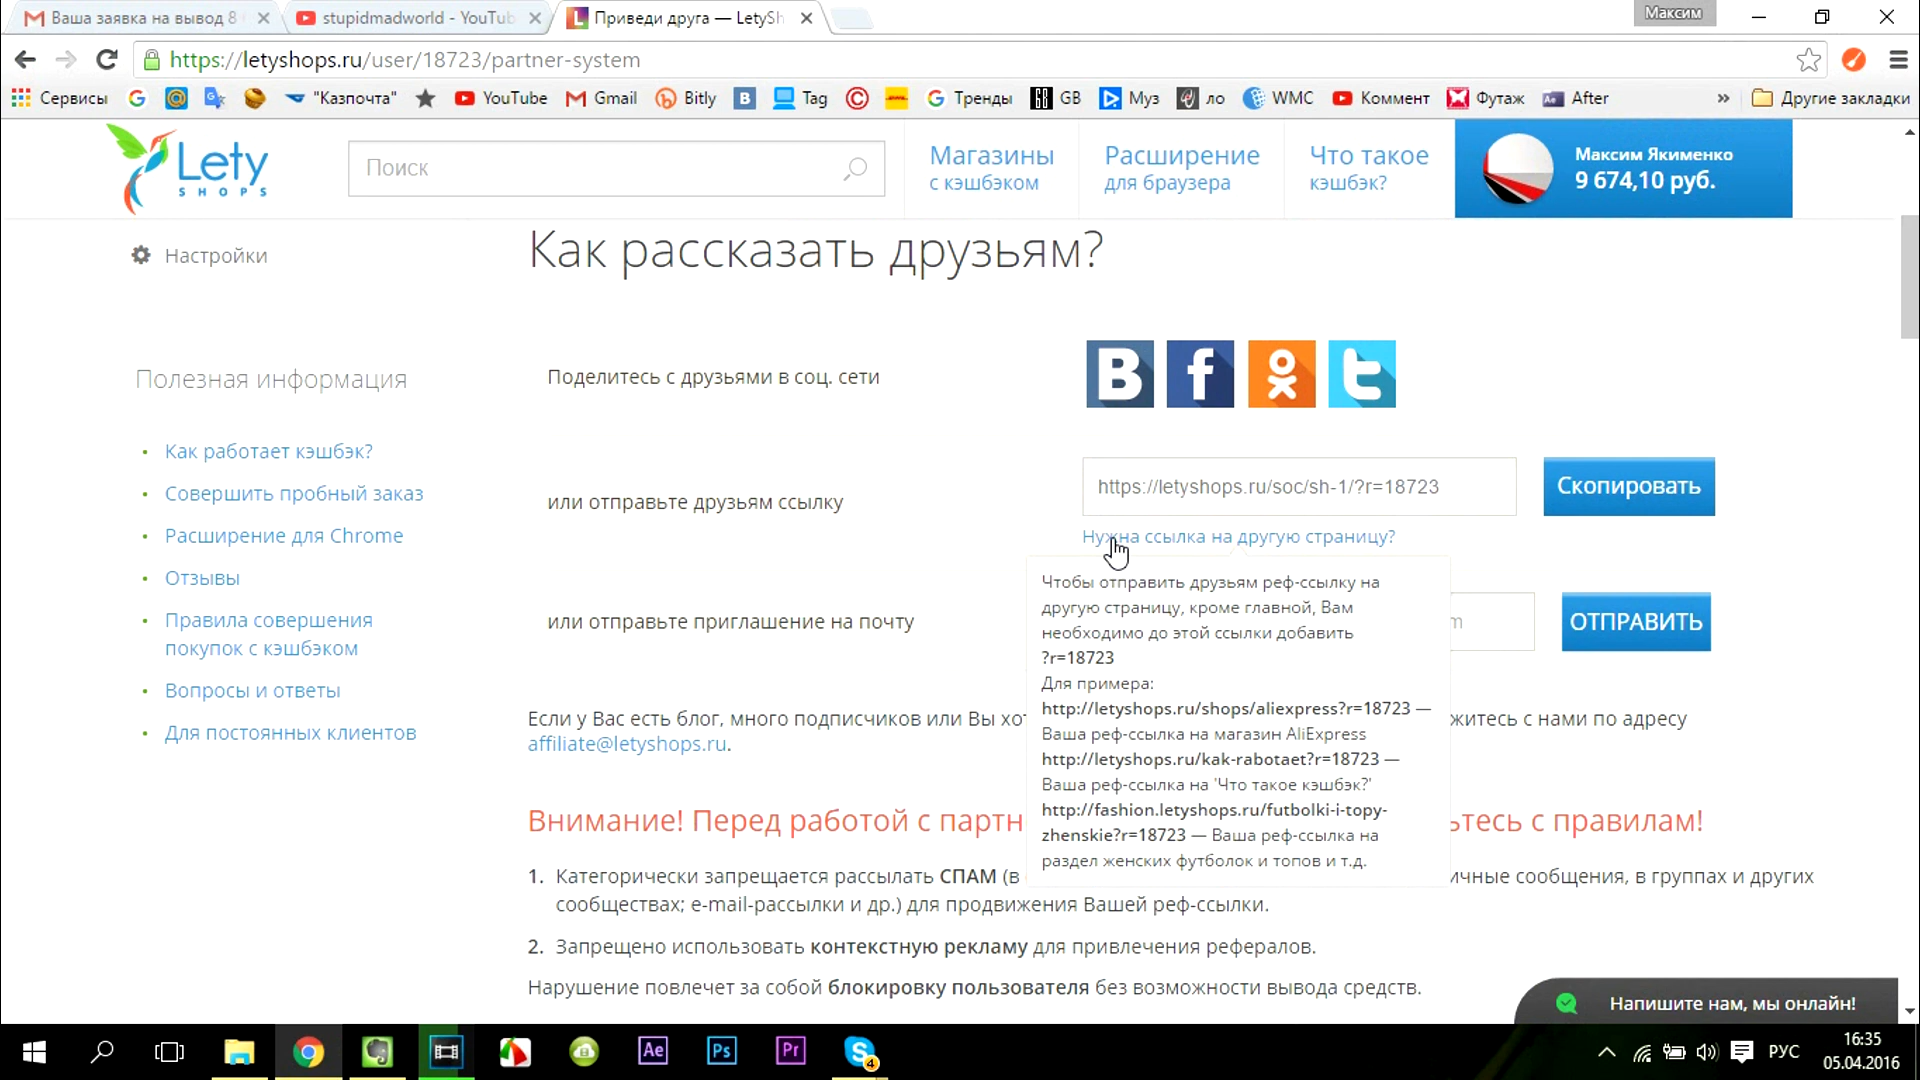 Ваша заявка на вывод 8
stupidmadworld - YouTub
Приведи друга — LetySh
Максим
https://letyshops.ru/user/18723/partner-system
Сервисы
"Казпочта"
YouTube
Gmail
Bitly
Tag
Тренды
GB
Муз
ло
WMC
Коммент
Футаж
After
Другие закладки
Lety
SHOPS
Поиск
Магазины
с кэшбэком
Расширение
для браузера
Что такое
кэшбэк?
Максим Якименко
9 674,10 руб.
Настройки
Как рассказать друзьям?
Полезная информация
Как работает кэшбэк?
Совершить пробный заказ
Расширение для Chrome
Отзывы
Правила совершения
покупок с кэшбэком
Вопросы и ответы
Для постоянных клиентов
Поделитесь с друзьями в соц. сети
или отправьте друзьям ссылку
https://letyshops.ru/soc/sh-1/?r=18723
Скопировать
Нужна ссылка на другую страницу?
или отправьте приглашение на почту
m
ОТПРАВИТЬ
Чтобы отправить друзьям реф-ссылку на
другую страницу, кроме главной, Вам
необходимо до этой ссылки добавить
?r=18723
Для примера:
http://letyshops.ru/shops/aliexpress?r=18723 —
Ваша реф-ссылка на магазин AliExpress
http://letyshops.ru/kak-rabotaet?r=18723 —
Ваша реф-ссылка на 'Что такое кэшбэк?'
http://fashion.letyshops.ru/futbolki-i-topy-
zhenskie?r=18723 — Ваша реф-ссылка на
раздел женских футболок и топов и т.д.
Если у Вас есть блог, много подписчиков или Вы хот житесь с нами по адресу
affiliate@letyshops.ru.
Внимание! Перед работой с партн ьтесь с правилам!
1. Категорически запрещается рассылать СПАМ (в ичные сообщения, в группах и других
сообществах; e-mail-рассылки и др.) для продвижения Вашей реф-ссылки.
2. Запрещено использовать контекстную рекламу для привлечения рефералов.
Нарушение повлечет за собой блокировку пользователя без возможности вывода средств.
Напишите нам, мы онлайн!
Ae
Ps
Pr
4
РУС
16:35
05.04.2016